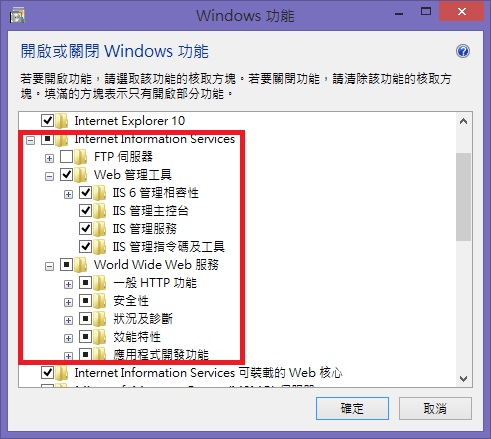 Windows 功能
開啟或關閉 Windows 功能
若要開啟功能，請選取該功能的核取方塊。若要關閉功能，請清除該功能的核取方
塊。填滿的方塊表示只有開啟部分功能。
Internet Explorer 10
Internet Information Services
FTP 伺服器
Web 管理工具
IIS 6 管理相容性
IIS 管理主控台
IIS 管理服務
IIS 管理指令碼及工具
World Wide Web 服務
一般 HTTP 功能
安全性
狀況及診斷
效能特性
應用程式開發功能
Internet Information Services 可裝載的 Web 核心
確定
取消